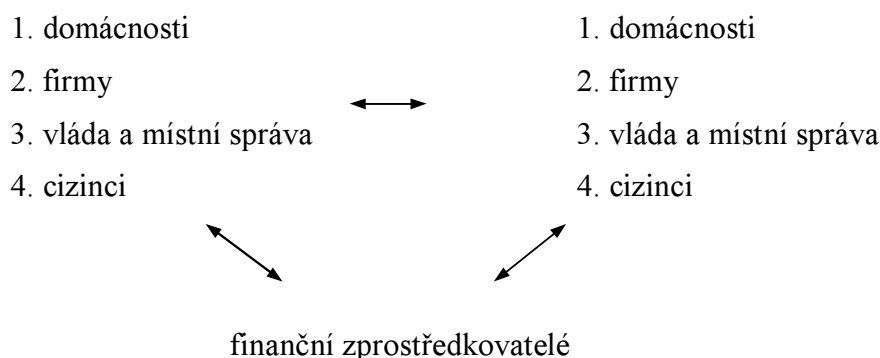 1. domácnosti
2. firmy
3. vláda a místní správa
4. cizinci
1. domácnosti
2. firmy
3. vláda a místní správa
4. cizinci
finanční zprostředkovatelé